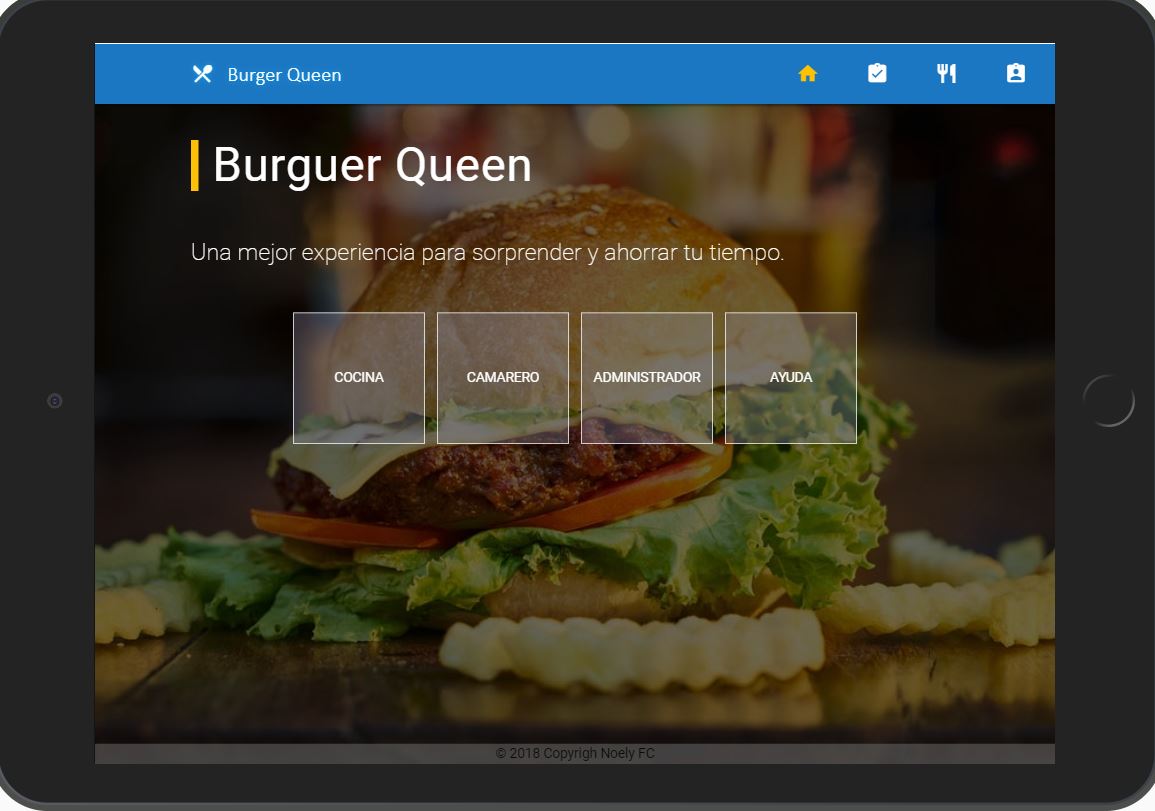 Burger Queen
Burguer Queen
Una mejor experiencia para sorprender y ahorrar tu tiempo.
COCINA
CAMARERO
ADMINISTRADOR
AYUDA
© 2018 Copyrigh Noely FC